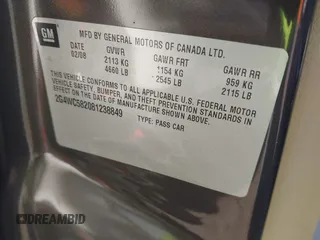 GM
MFD BY GENERAL MOTORS OF CANADA LTD.
DATE GVWR GAWR FRT GAWR RR
02/08 2113 KG 1154 KG 959 KG
4660 LB 2545 LB 2115 LB
THIS VEHICLE CONFORMS TO ALL APPLICABLE U.S. FEDERAL MOTOR
VEHICLE SAFETY, BUMPER, AND THEFT PREVENTION STANDARDS IN
EFFECT ON THE DATE OF MANUFACTURE SHOWN ABOVE.
2G4WC582081238849
TYPE: PASS CAR
DREAMBID